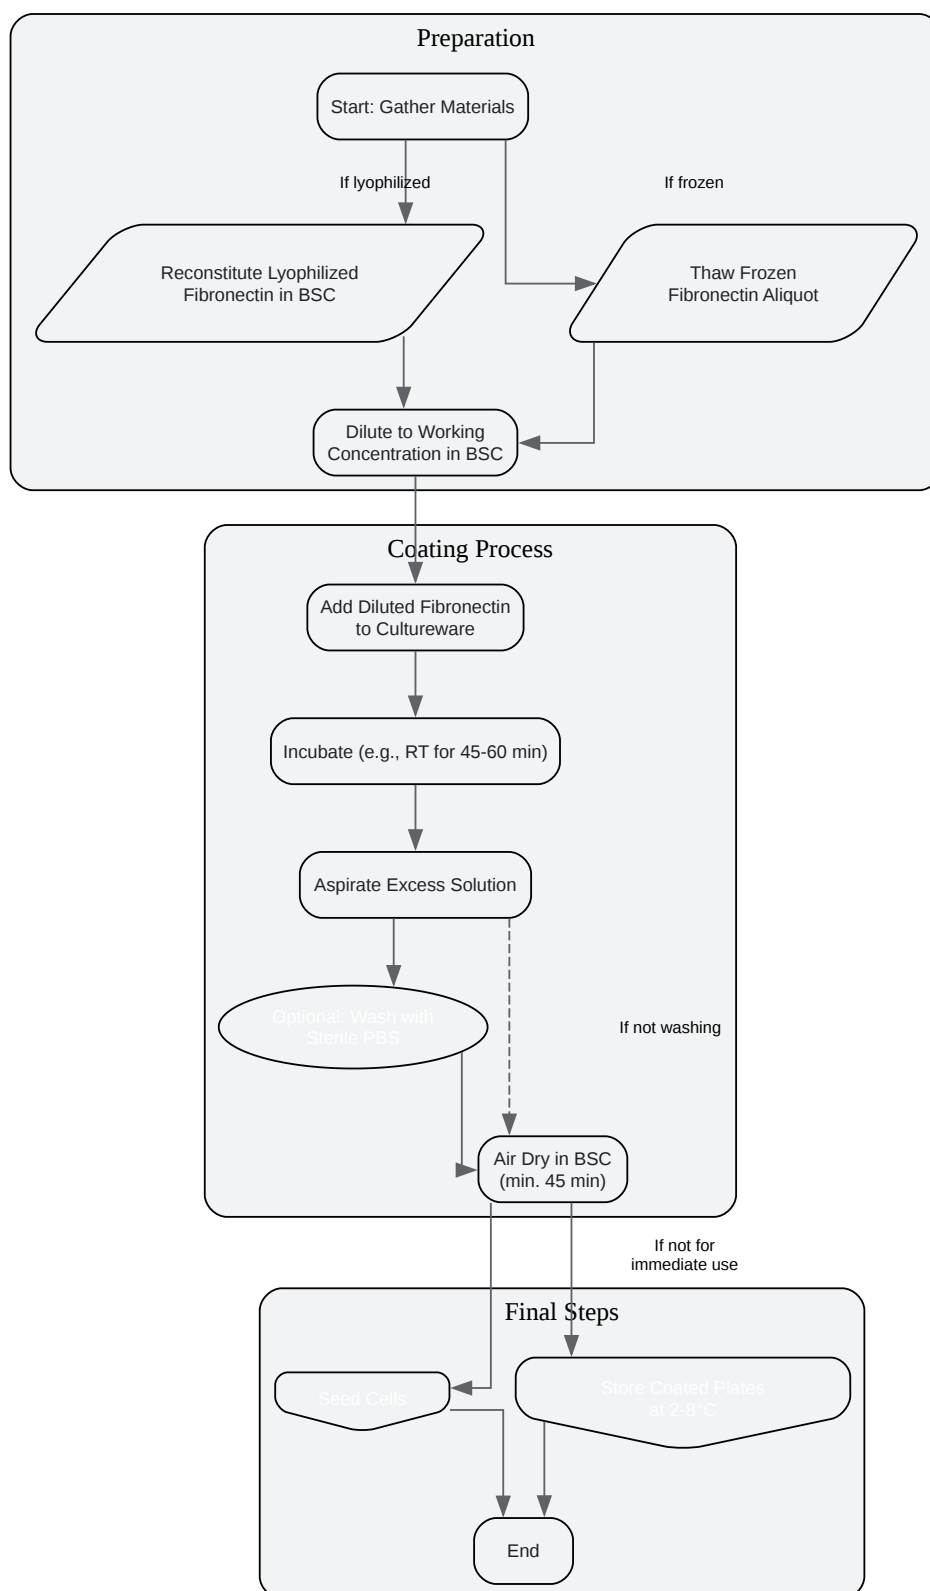 Preparation
Start: Gather Materials
If lyophilized
If frozen
Reconstitute Lyophilized
Fibronectin in BSC
Thaw Frozen
Fibronectin Aliquot
Dilute to Working
Concentration in BSC
Coating Process
Add Diluted Fibronectin
to Cultureware
Incubate (e.g., RT for 45-60 min)
Aspirate Excess Solution
Optional: Wash with
Sterile PBS
If not washing
Air Dry in BSC
(min. 45 min)
If not for
immediate use
Final Steps
Seed Cells
Store Coated Plates
at 2-8°C
End